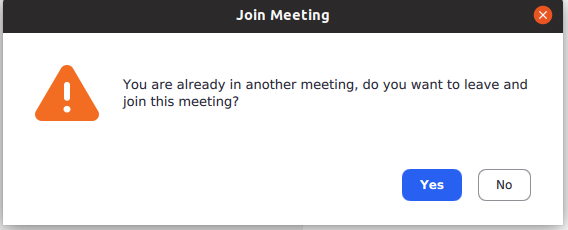 Join Meeting
You are already in another meeting, do you want to leave and
join this meeting?
Yes
No